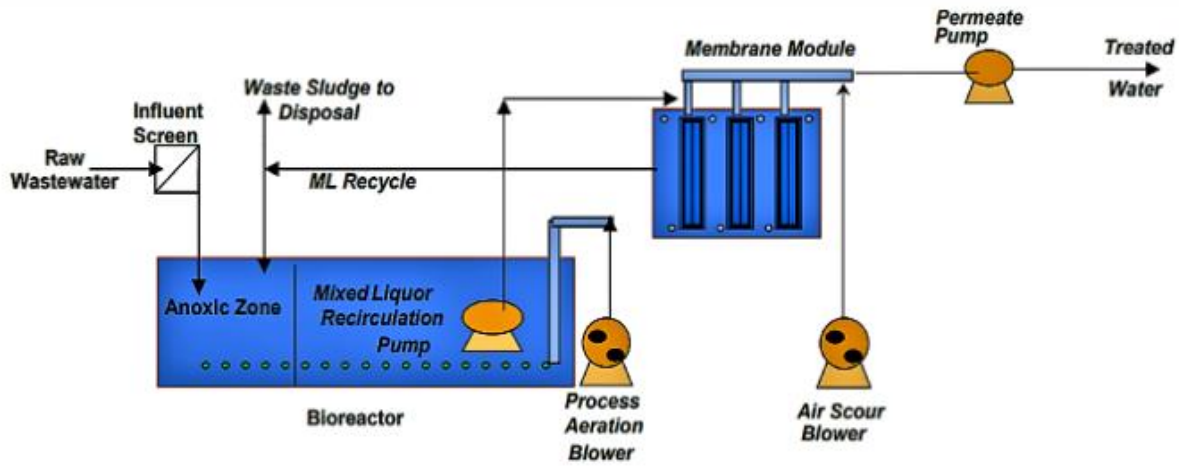 Permeate
Pump
Treated
Water
Membrane Module
Waste Sludge to
Disposal
Influent
Screen
Raw
Wastewater
ML Recycle
Anoxic Zone
Mixed Liquor
Recirculation
Pump
Bioreactor
Process
Aeration
Blower
Air Scour
Blower